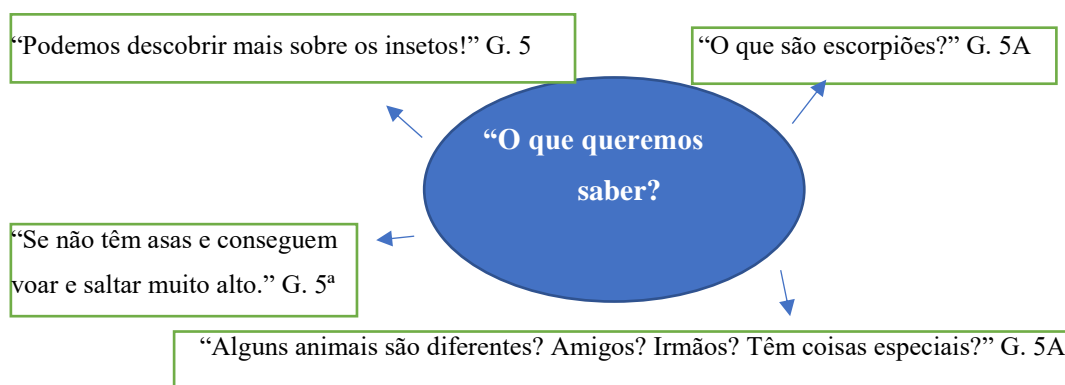 “Podemos descobrir mais sobre os insetos!” G. 5
“O que são escorpiões?” G. 5A
“O que queremos
saber?
“Se não têm asas e conseguem
voar e saltar muito alto.” G. 5ª
“Alguns animais são diferentes? Amigos? Irmãos? Têm coisas especiais?” G. 5A